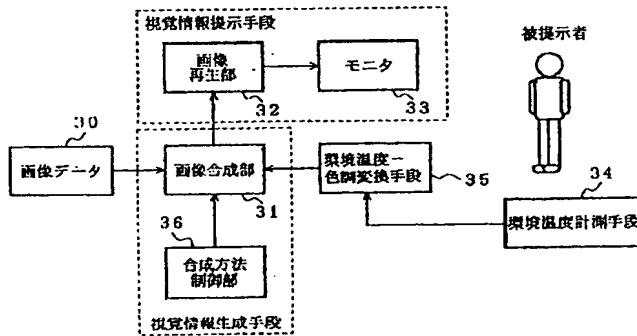 視覚情報提示手段
被提示者
画像
再生部
モニタ
32
33
30
画像データ
画像合成部
環境温度－
色調変換手段
35
34
31
環境温度計測手段
36
合成方法
制御部
視覚情報生成手段